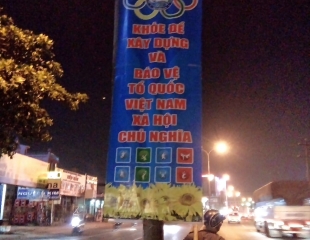 KHỎE ĐỂ
XÂY DỰNG
VÀ
BẢO VỆ
TỔ QUỐC
VIỆT NAM
XÃ HỘI
CHỦ NGHĨA